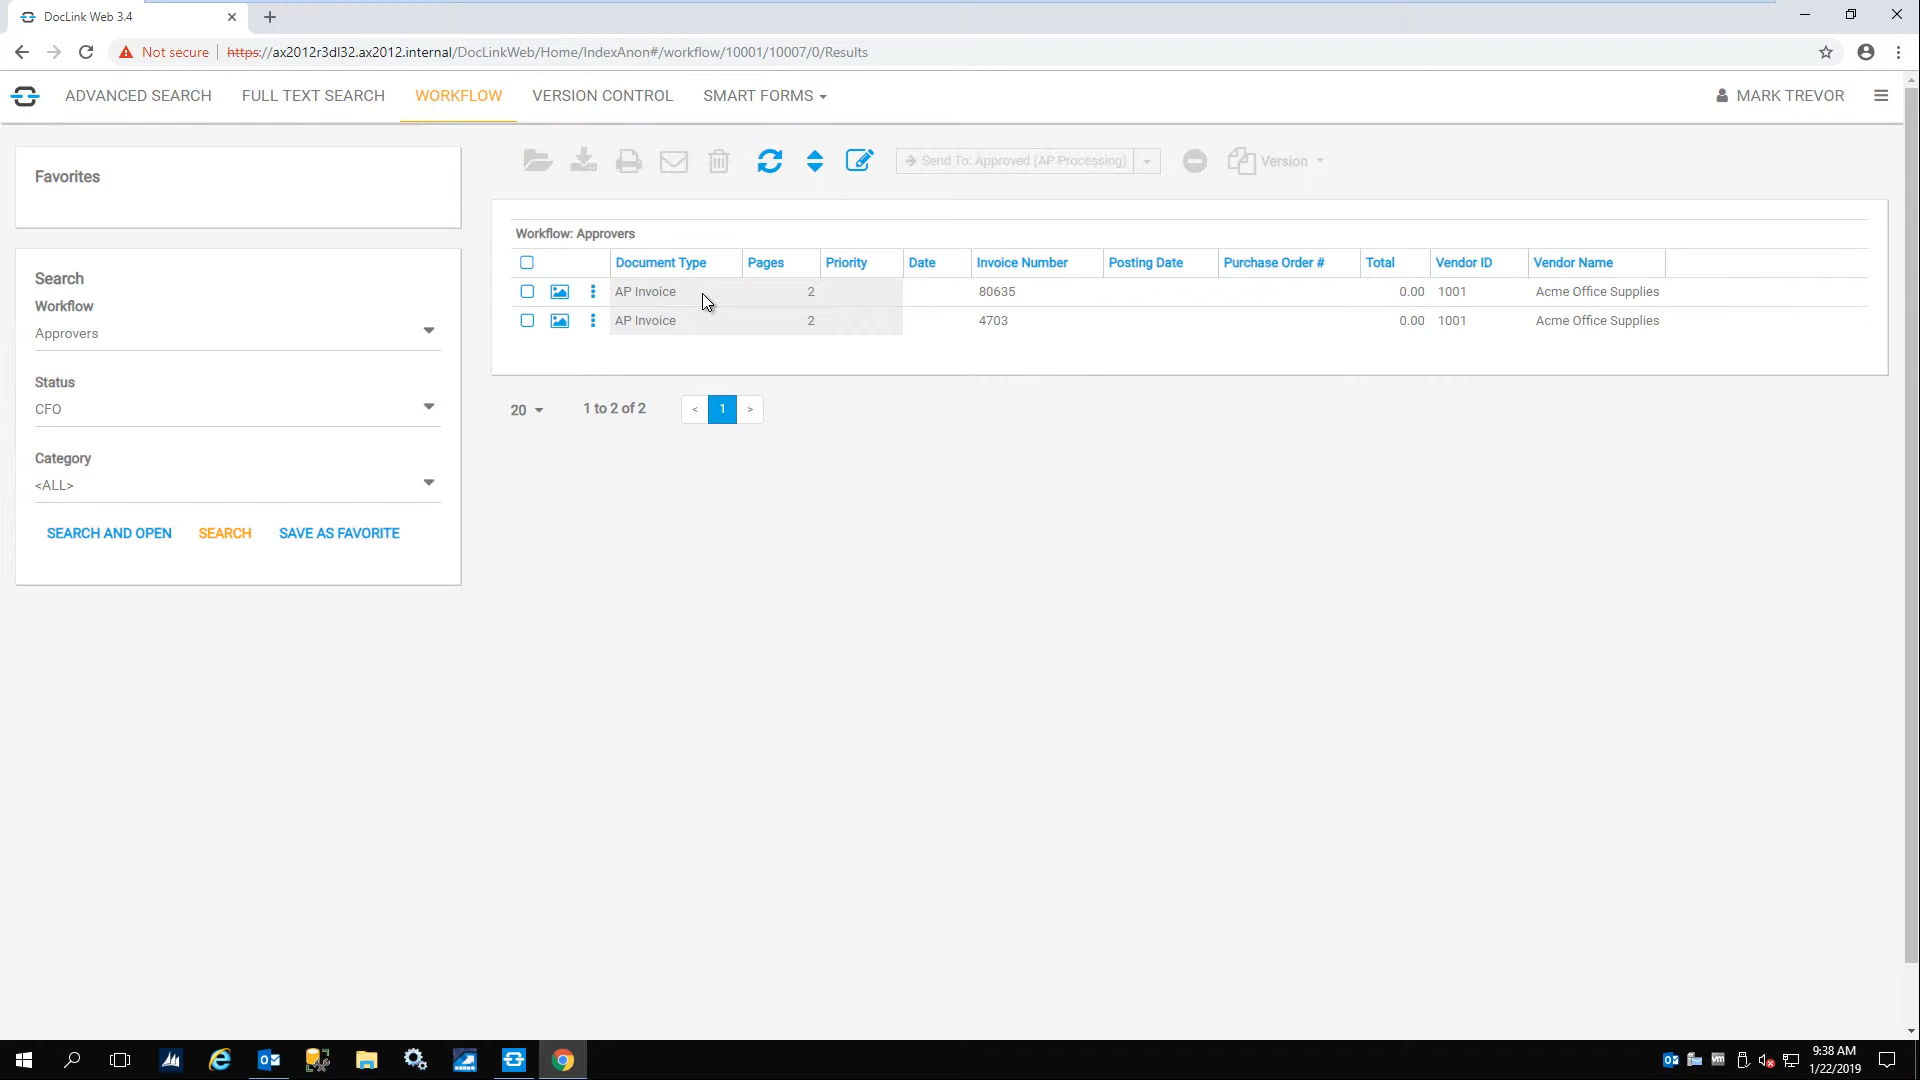 DocLink Web 3.4
Not secure | https://ax2012r3dl32.ax2012.internal/DocLinkWeb/Home/IndexAnon#/workflow/10001/10007/0/Results
ADVANCED SEARCH FULL TEXT SEARCH WORKFLOW VERSION CONTROL SMART FORMS MARK TREVOR
Favorites
Search
Workflow
Approvers
Status
CFO
Category
<ALL>
SEARCH AND OPEN SEARCH SAVE AS FAVORITE
Send To: Approved (AP Processing) Version
Workflow: Approvers
Document Type Pages Priority Date Invoice Number Posting Date Purchase Order # Total Vendor ID Vendor Name
AP Invoice 2 80635 0.00 1001 Acme Office Supplies
AP Invoice 2 4703 0.00 1001 Acme Office Supplies
20 1 to 2 of 2 < 1 >
9:38 AM
1/22/2019